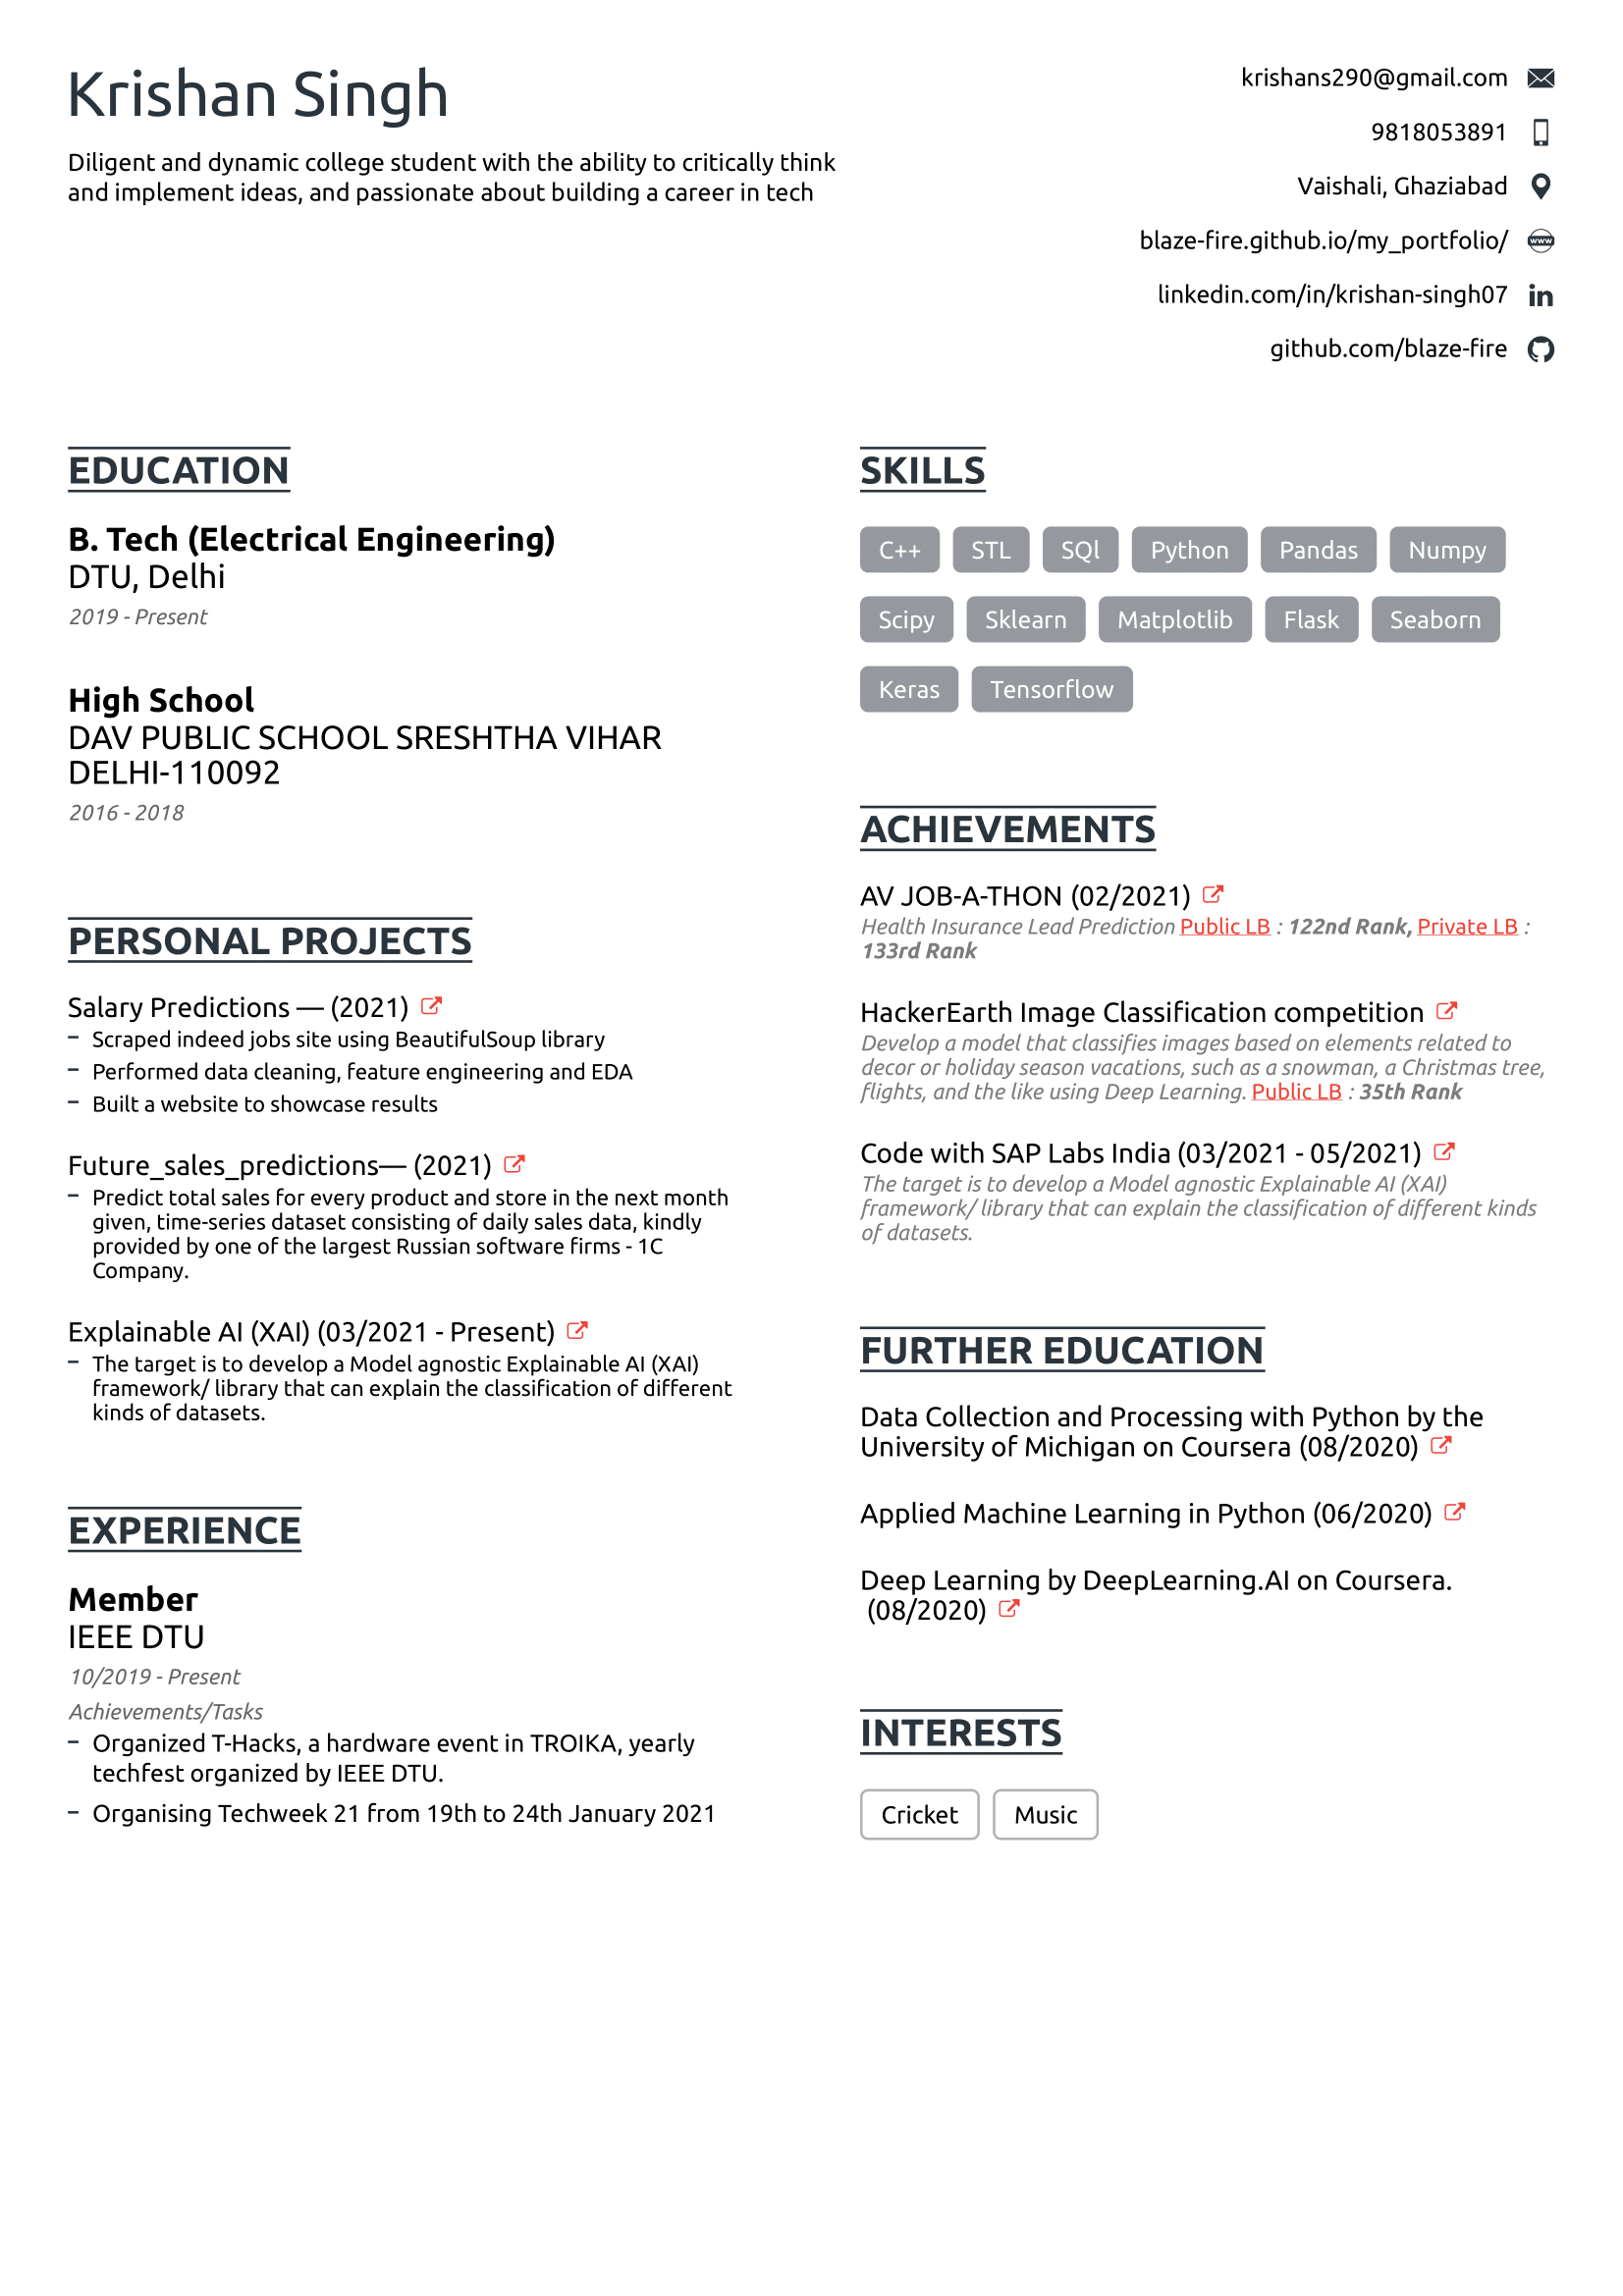 Krishan Singh
Diligent and dynamic college student with the ability to critically think
and implement ideas, and passionate about building a career in tech
krishans290@gmail.com
9818053891
Vaishali, Ghaziabad
blaze-fire.github.io/my_portfolio/
www
linkedin.com/in/krishan-singh07
in
github.com/blaze-fire
EDUCATION
B. Tech (Electrical Engineering)
DTU, Delhi
2019 - Present
High School
DAV PUBLIC SCHOOL SRESHTHA VIHAR
DELHI-110092
2016 - 2018
PERSONAL PROJECTS
Salary Predictions — (2021)
– Scraped indeed jobs site using BeautifulSoup library
– Performed data cleaning, feature engineering and EDA
– Built a website to showcase results
Future_sales_predictions— (2021)
– Predict total sales for every product and store in the next month
given, time-series dataset consisting of daily sales data, kindly
provided by one of the largest Russian software firms - 1C
Company.
Explainable AI (XAI) (03/2021 - Present)
– The target is to develop a Model agnostic Explainable AI (XAI)
framework/ library that can explain the classification of different
kinds of datasets.
EXPERIENCE
Member
IEEE DTU
10/2019 - Present
Achievements/Tasks
– Organized T-Hacks, a hardware event in TROIKA, yearly
techfest organized by IEEE DTU.
– Organising Techweek 21 from 19th to 24th January 2021
SKILLS
C++ STL SQl Python Pandas Numpy
Scipy Sklearn Matplotlib Flask Seaborn
Keras Tensorflow
ACHIEVEMENTS
AV JOB-A-THON (02/2021)
Health Insurance Lead Prediction Public LB : 122nd Rank, Private LB :
133rd Rank
HackerEarth Image Classification competition
Develop a model that classifies images based on elements related to
decor or holiday season vacations, such as a snowman, a Christmas tree,
flights, and the like using Deep Learning. Public LB : 35th Rank
Code with SAP Labs India (03/2021 - 05/2021)
The target is to develop a Model agnostic Explainable AI (XAI)
framework/ library that can explain the classification of different kinds
of datasets.
FURTHER EDUCATION
Data Collection and Processing with Python by the
University of Michigan on Coursera (08/2020)
Applied Machine Learning in Python (06/2020)
Deep Learning by DeepLearning.AI on Coursera.
(08/2020)
INTERESTS
Cricket Music